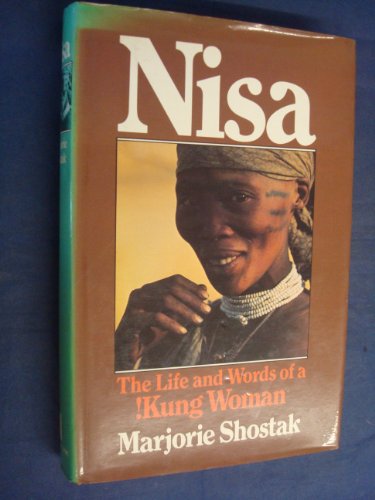 Nisa
The Life and Words of a
!Kung Woman
Marjorie Shostak